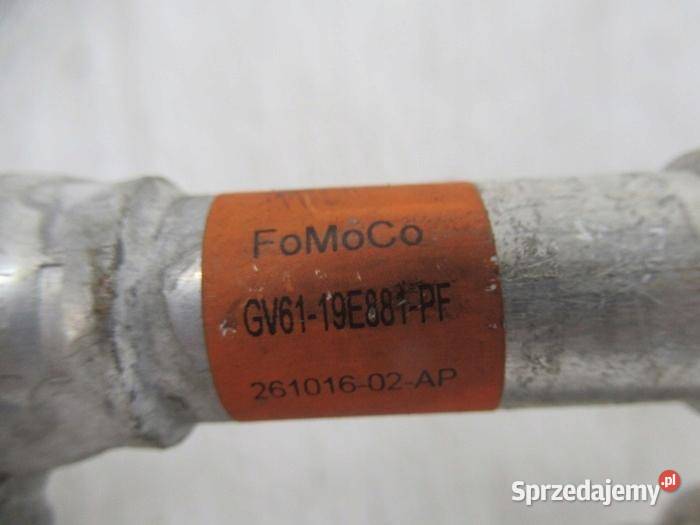 FoMoCo
GV61-19E881-PF
261016-02-AP
Sprzedajemy.pl